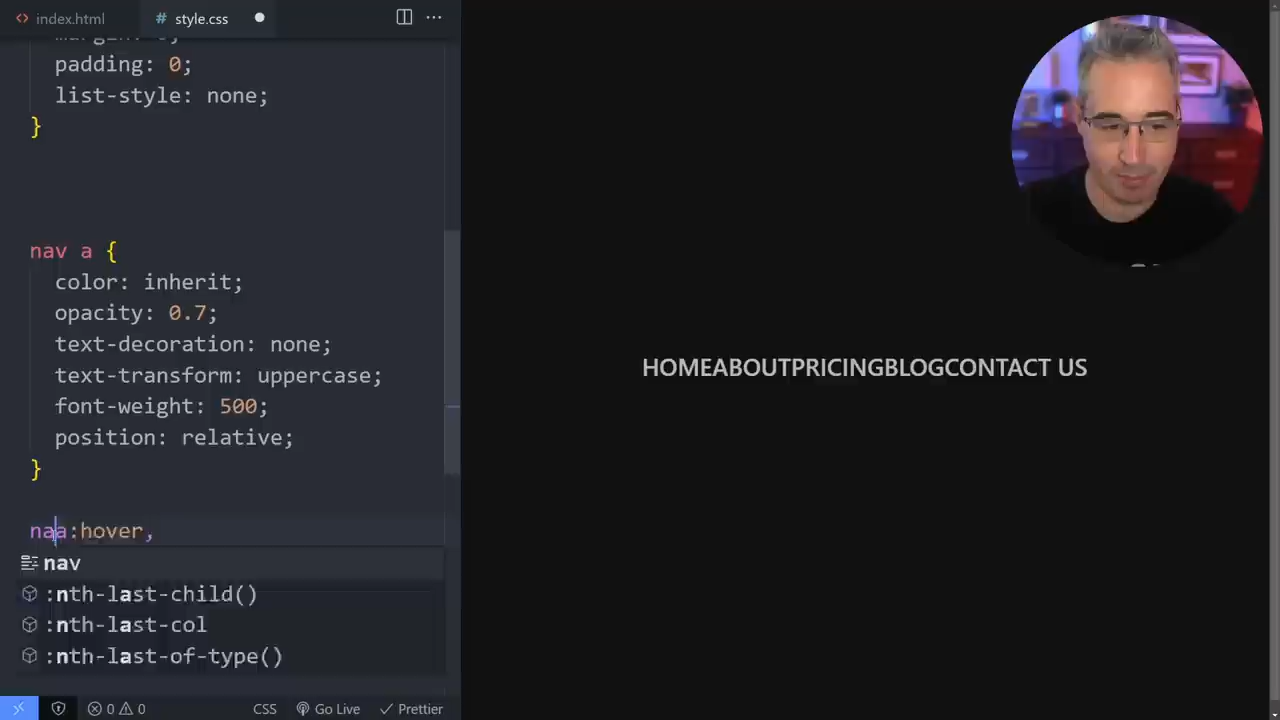 index.html
style.css
padding: 0;
list-style: none;
}
nav a {
color: inherit;
opacity: 0.7;
text-decoration: none;
text-transform: uppercase;
font-weight: 500;
position: relative;
}
naa:hover,
nav
:nth-last-child()
:nth-last-col
:nth-last-of-type()
0 0
CSS
Go Live
Prettier
HOMEABOUTPRICINGBLOGCONTACT US